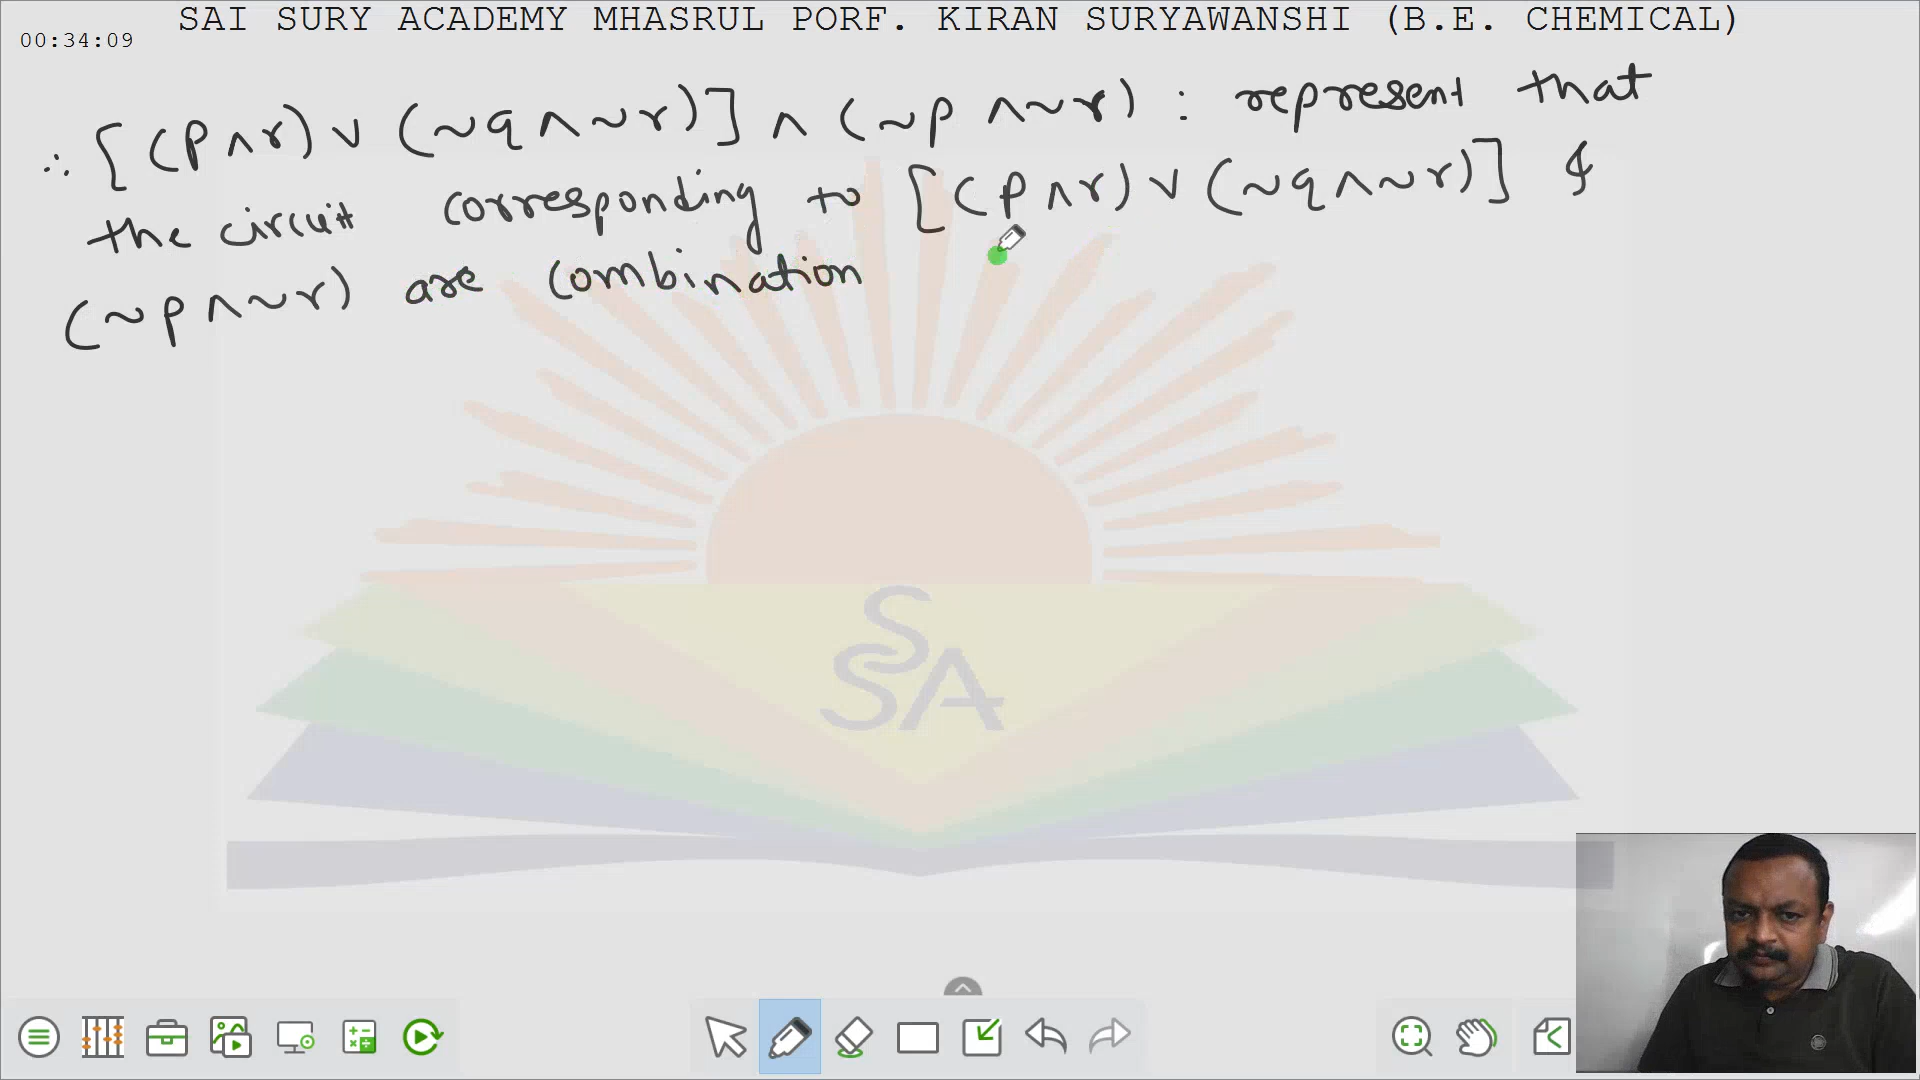 SAI SURY ACADEMY MHASRUL PORF. KIRAN SURYAWANSHI (B.E. CHEMICAL)
00:34:09
∴ [(p∧r)∨(~q∧~r)]∧(~p∧~r) : represent that
the circuit corresponding to [(p∧r)∨(~q∧~r)] &
(~p∧~r) are combination
SSA